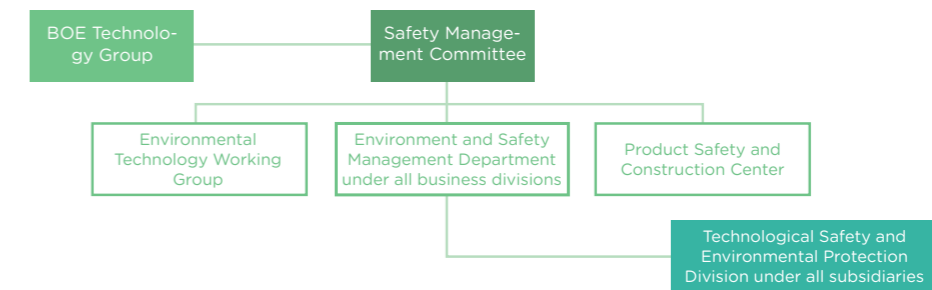 BOE Technolo-
gy Group
Safety Manage-
ment Committee
Environmental
Technology Working
Group
Environment and Safety
Management Department
under all business divisions
Product Safety and
Construction Center
Technological Safety and
Environmental Protection
Division under all subsidiaries